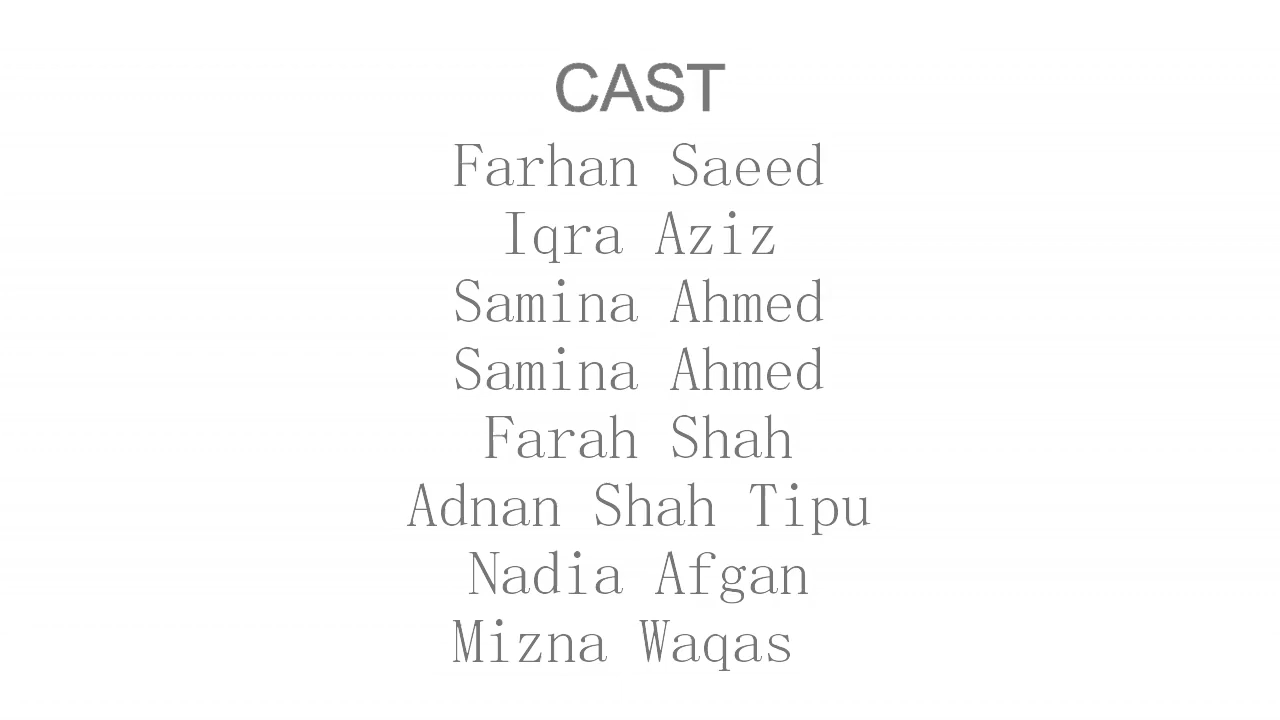 CAST
Farhan Saeed
Iqra Aziz
Samina Ahmed
Samina Ahmed
Farah Shah
Adnan Shah Tipu
Nadia Afgan
Mizna Waqas